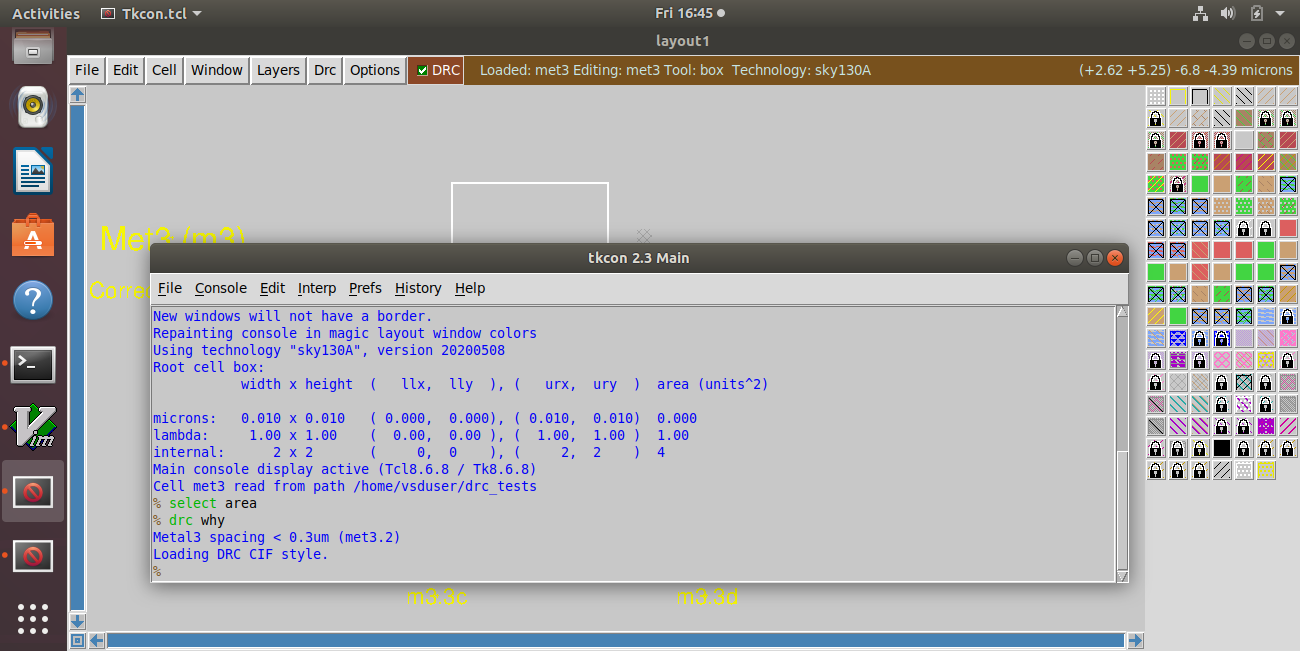 Activities Tkcon.tcl Fri 16:45
layout1
File Edit Cell Window Layers Drc Options DRC Loaded: met3 Editing: met3 Tool: box Technology: sky130A (+2.62 +5.25) -6.8 -4.39 microns
Met3 (m3)
tkcon 2.3 Main
File Console Edit Interp Prefs History Help
New windows will not have a border.
Repainting console in magic layout window colors
Using technology "sky130A", version 20200508
Root cell box:
width x height ( llx, lly ), ( urx, ury ) area (units^2)
microns: 0.010 x 0.010 ( 0.000, 0.000), ( 0.010, 0.010) 0.000
lambda: 1.00 x 1.00 ( 0.00, 0.00 ), ( 1.00, 1.00 ) 1.00
internal: 2 x 2 ( 0, 0 ), ( 2, 2 ) 4
Main console display active (Tcl8.6.8 / Tk8.6.8)
Cell met3 read from path /home/vsduser/drc_tests
% select area
% drc why
Metal3 spacing < 0.3um (met3.2)
Loading DRC CIF style.
%
m3.3c m3.3d